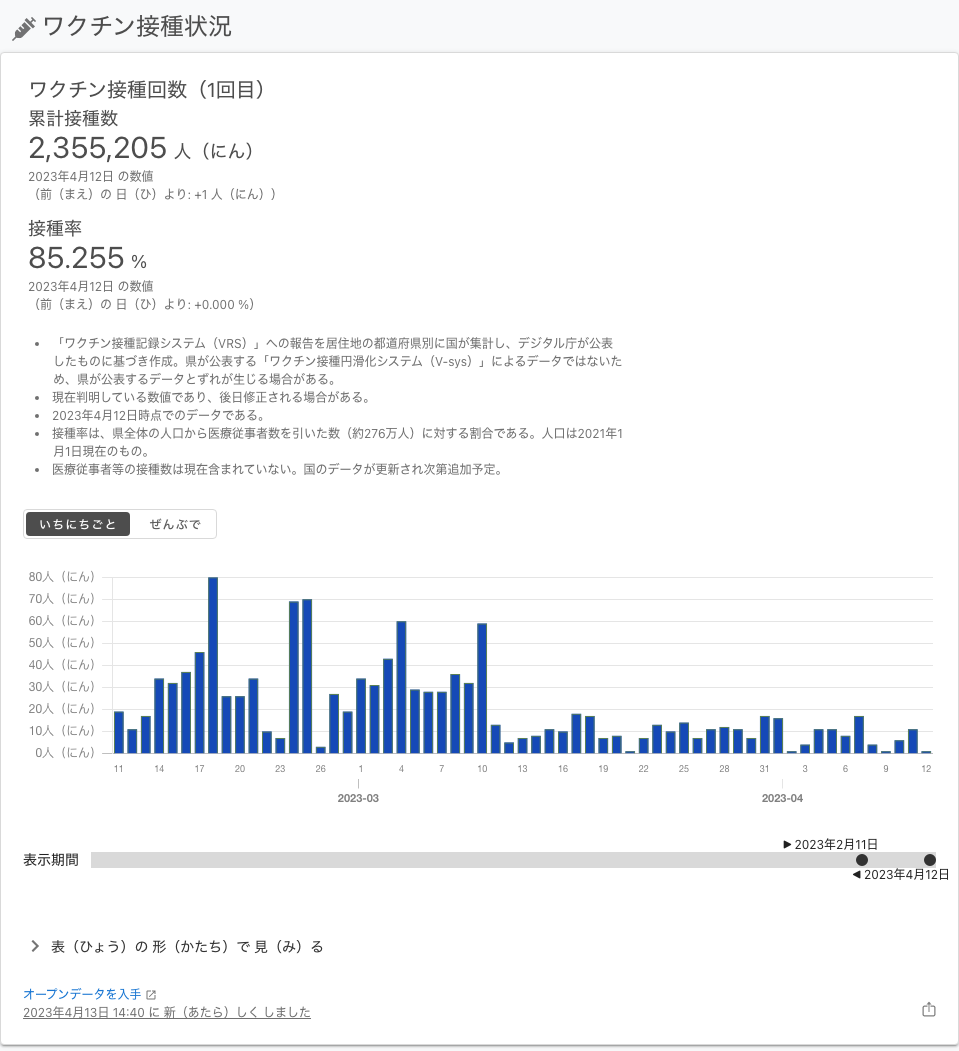 ワクチン接種状況
ワクチン接種回数（1回目）
累計接種数
2,355,205 人（にん）
2023年4月12日 の数値
（前（まえ）の 日（ひ）より: +1 人（にん））
接種率
85.255 %
2023年4月12日 の数値
（前（まえ）の 日（ひ）より: +0.000 %）
• 「ワクチン接種記録システム（VRS）」への報告を居住地の都道府県別に国が集計し、デジタル庁が公表
したものに基づき作成。県が公表する「ワクチン接種円滑化システム（V-sys）」によるデータではないた
め、県が公表するデータとずれが生じる場合がある。
• 現在判明している数値であり、後日修正される場合がある。
• 2023年4月12日時点でのデータである。
• 接種率は、県全体の人口から医療従事者数を引いた数（約276万人）に対する割合である。人口は2021年1
月1日現在のもの。
• 医療従事者等の接種数は現在含まれていない。国のデータが更新され次第追加予定。
いちにちごと ぜんぶで
80人（にん）
70人（にん）
60人（にん）
50人（にん）
40人（にん）
30人（にん）
20人（にん）
10人（にん）
0人（にん）
11 14 17 20 23 26 1 4 7 10 13 16 19 22 25 28 31 3 6 9 12
2023-03 2023-04
2023年2月11日
表示期間
2023年4月12日
表（ひょう）の 形（かたち）で 見（み）る
オープンデータを入手
2023年4月13日 14:40 に 新（あたら）しく しました